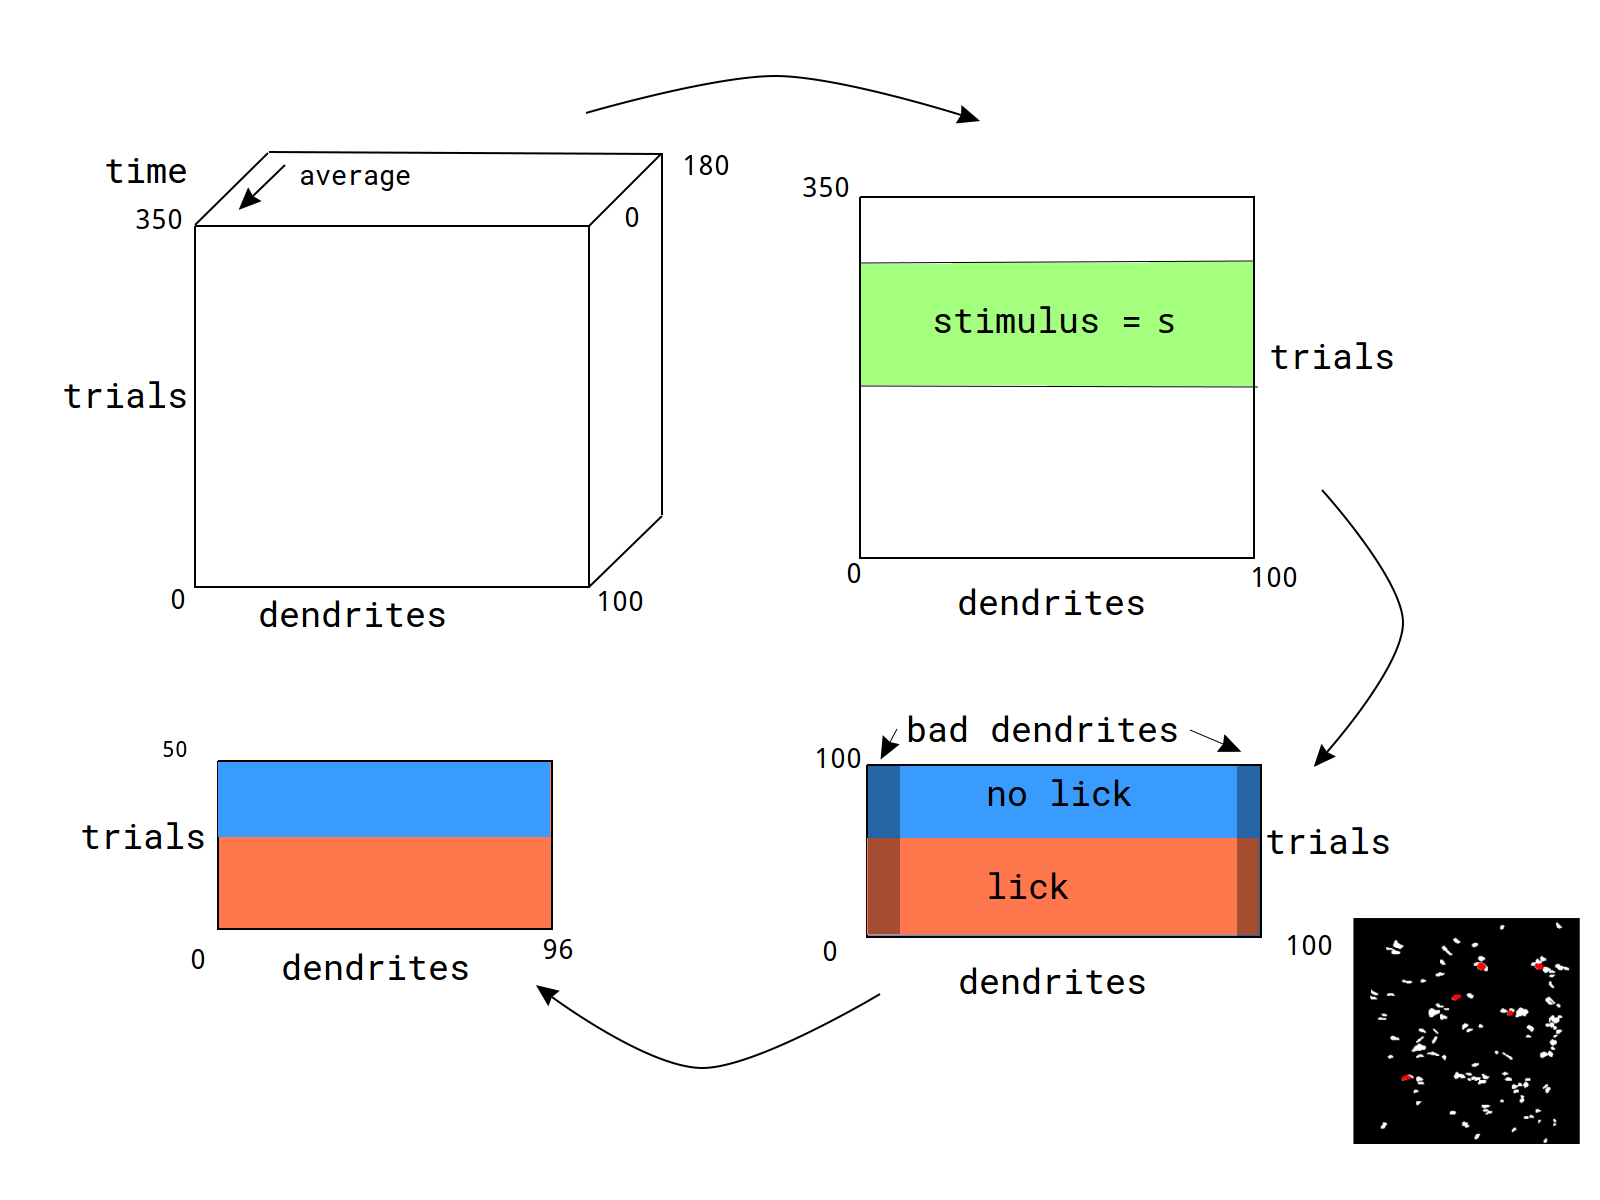 time
average
180
350
0
trials
0
100
dendrites
350
stimulus = s
trials
0
100
dendrites
bad dendrites
100
no lick
trials
lick
0
100
dendrites
50
trials
0
96
dendrites